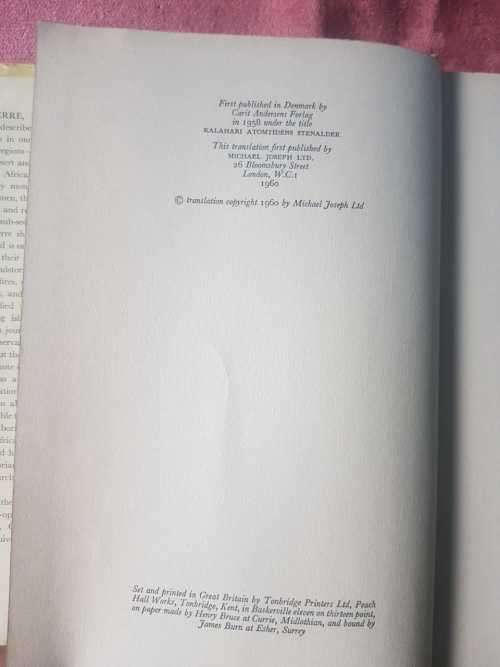 First published in Denmark by
Carit Andersens Forlag
in 1958 under the title
KALAHARI ATOMTIDENS STENALDER
This translation first published by
MICHAEL JOSEPH LTD.
26 Bloomsbury Street
London, W.C.1
1960
© translation copyright 1960 by Michael Joseph Ltd
Set and printed in Great Britain by Tonbridge Printers Ltd, Peach
Hall Works, Tonbridge, Kent, in Baskerville eleven on thirteen point,
on paper made by Henry Bruce at Currie, Midlothian, and bound by
James Burn at Esher, Surrey